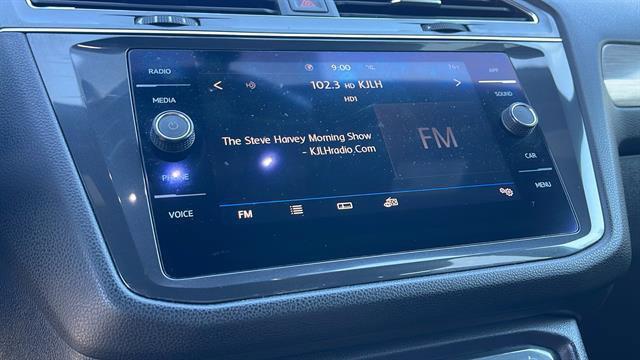 RADIO
MEDIA
PHONE
VOICE
9:00
APP
SOUND
CAR
MENU
102.3 HD KJLH
HD1
The Steve Harvey Morning Show
- KJLHradio.Com
FM
FM